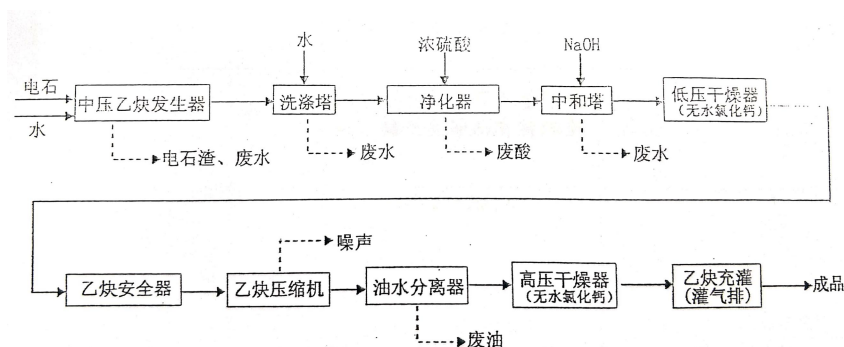 水
浓硫酸
NaOH
电石
水
中压乙炔发生器
洗涤塔
净化器
中和塔
低压干燥器
(无水氯化钙)
电石渣、废水
废水
废酸
废水
噪声
乙炔安全器
乙炔压缩机
油水分离器
高压干燥器
(无水氯化钙)
乙炔充灌
(灌气排)
成品
废油